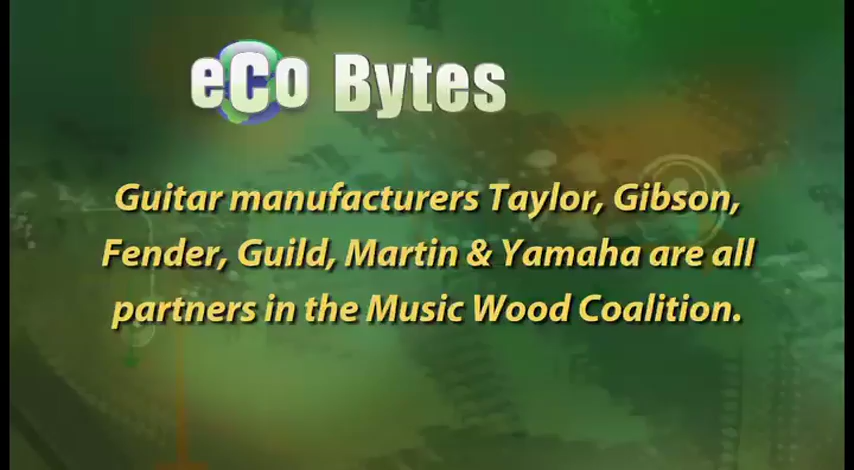 eCo Bytes
Guitar manufacturers Taylor, Gibson,
Fender, Guild, Martin & Yamaha are all
partners in the Music Wood Coalition.